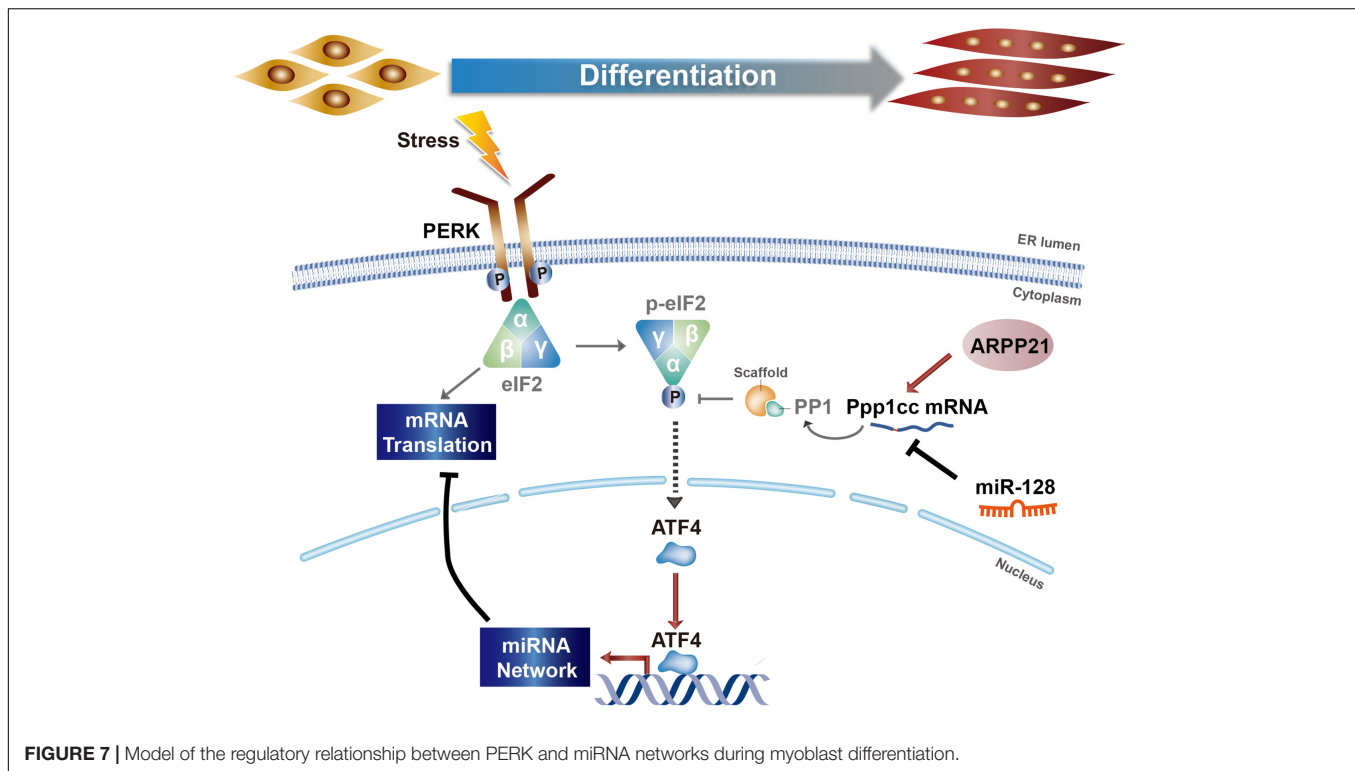 Differentiation
Stress
PERK
P
P
ER lumen
Cytoplasm
α
β
γ
eIF2
p-eIF2
γ
β
α
P
Scaffold
PP1
ARPP21
Ppp1cc mRNA
miR-128
mRNA
Translation
Nucleus
ATF4
ATF4
miRNA
Network
FIGURE 7 | Model of the regulatory relationship between PERK and miRNA networks during myoblast differentiation.